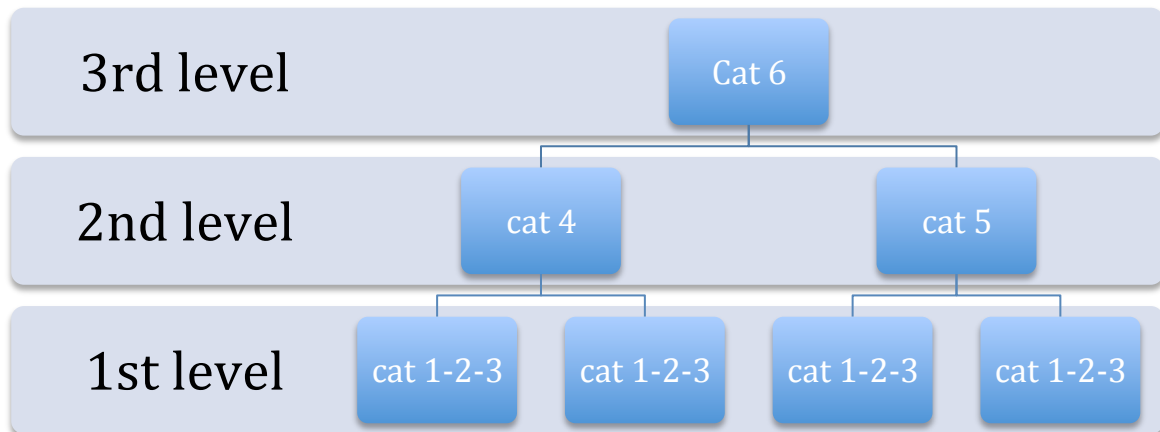 3rd level
Cat 6
2nd level
cat 4
cat 5
1st level
cat 1-2-3
cat 1-2-3
cat 1-2-3
cat 1-2-3